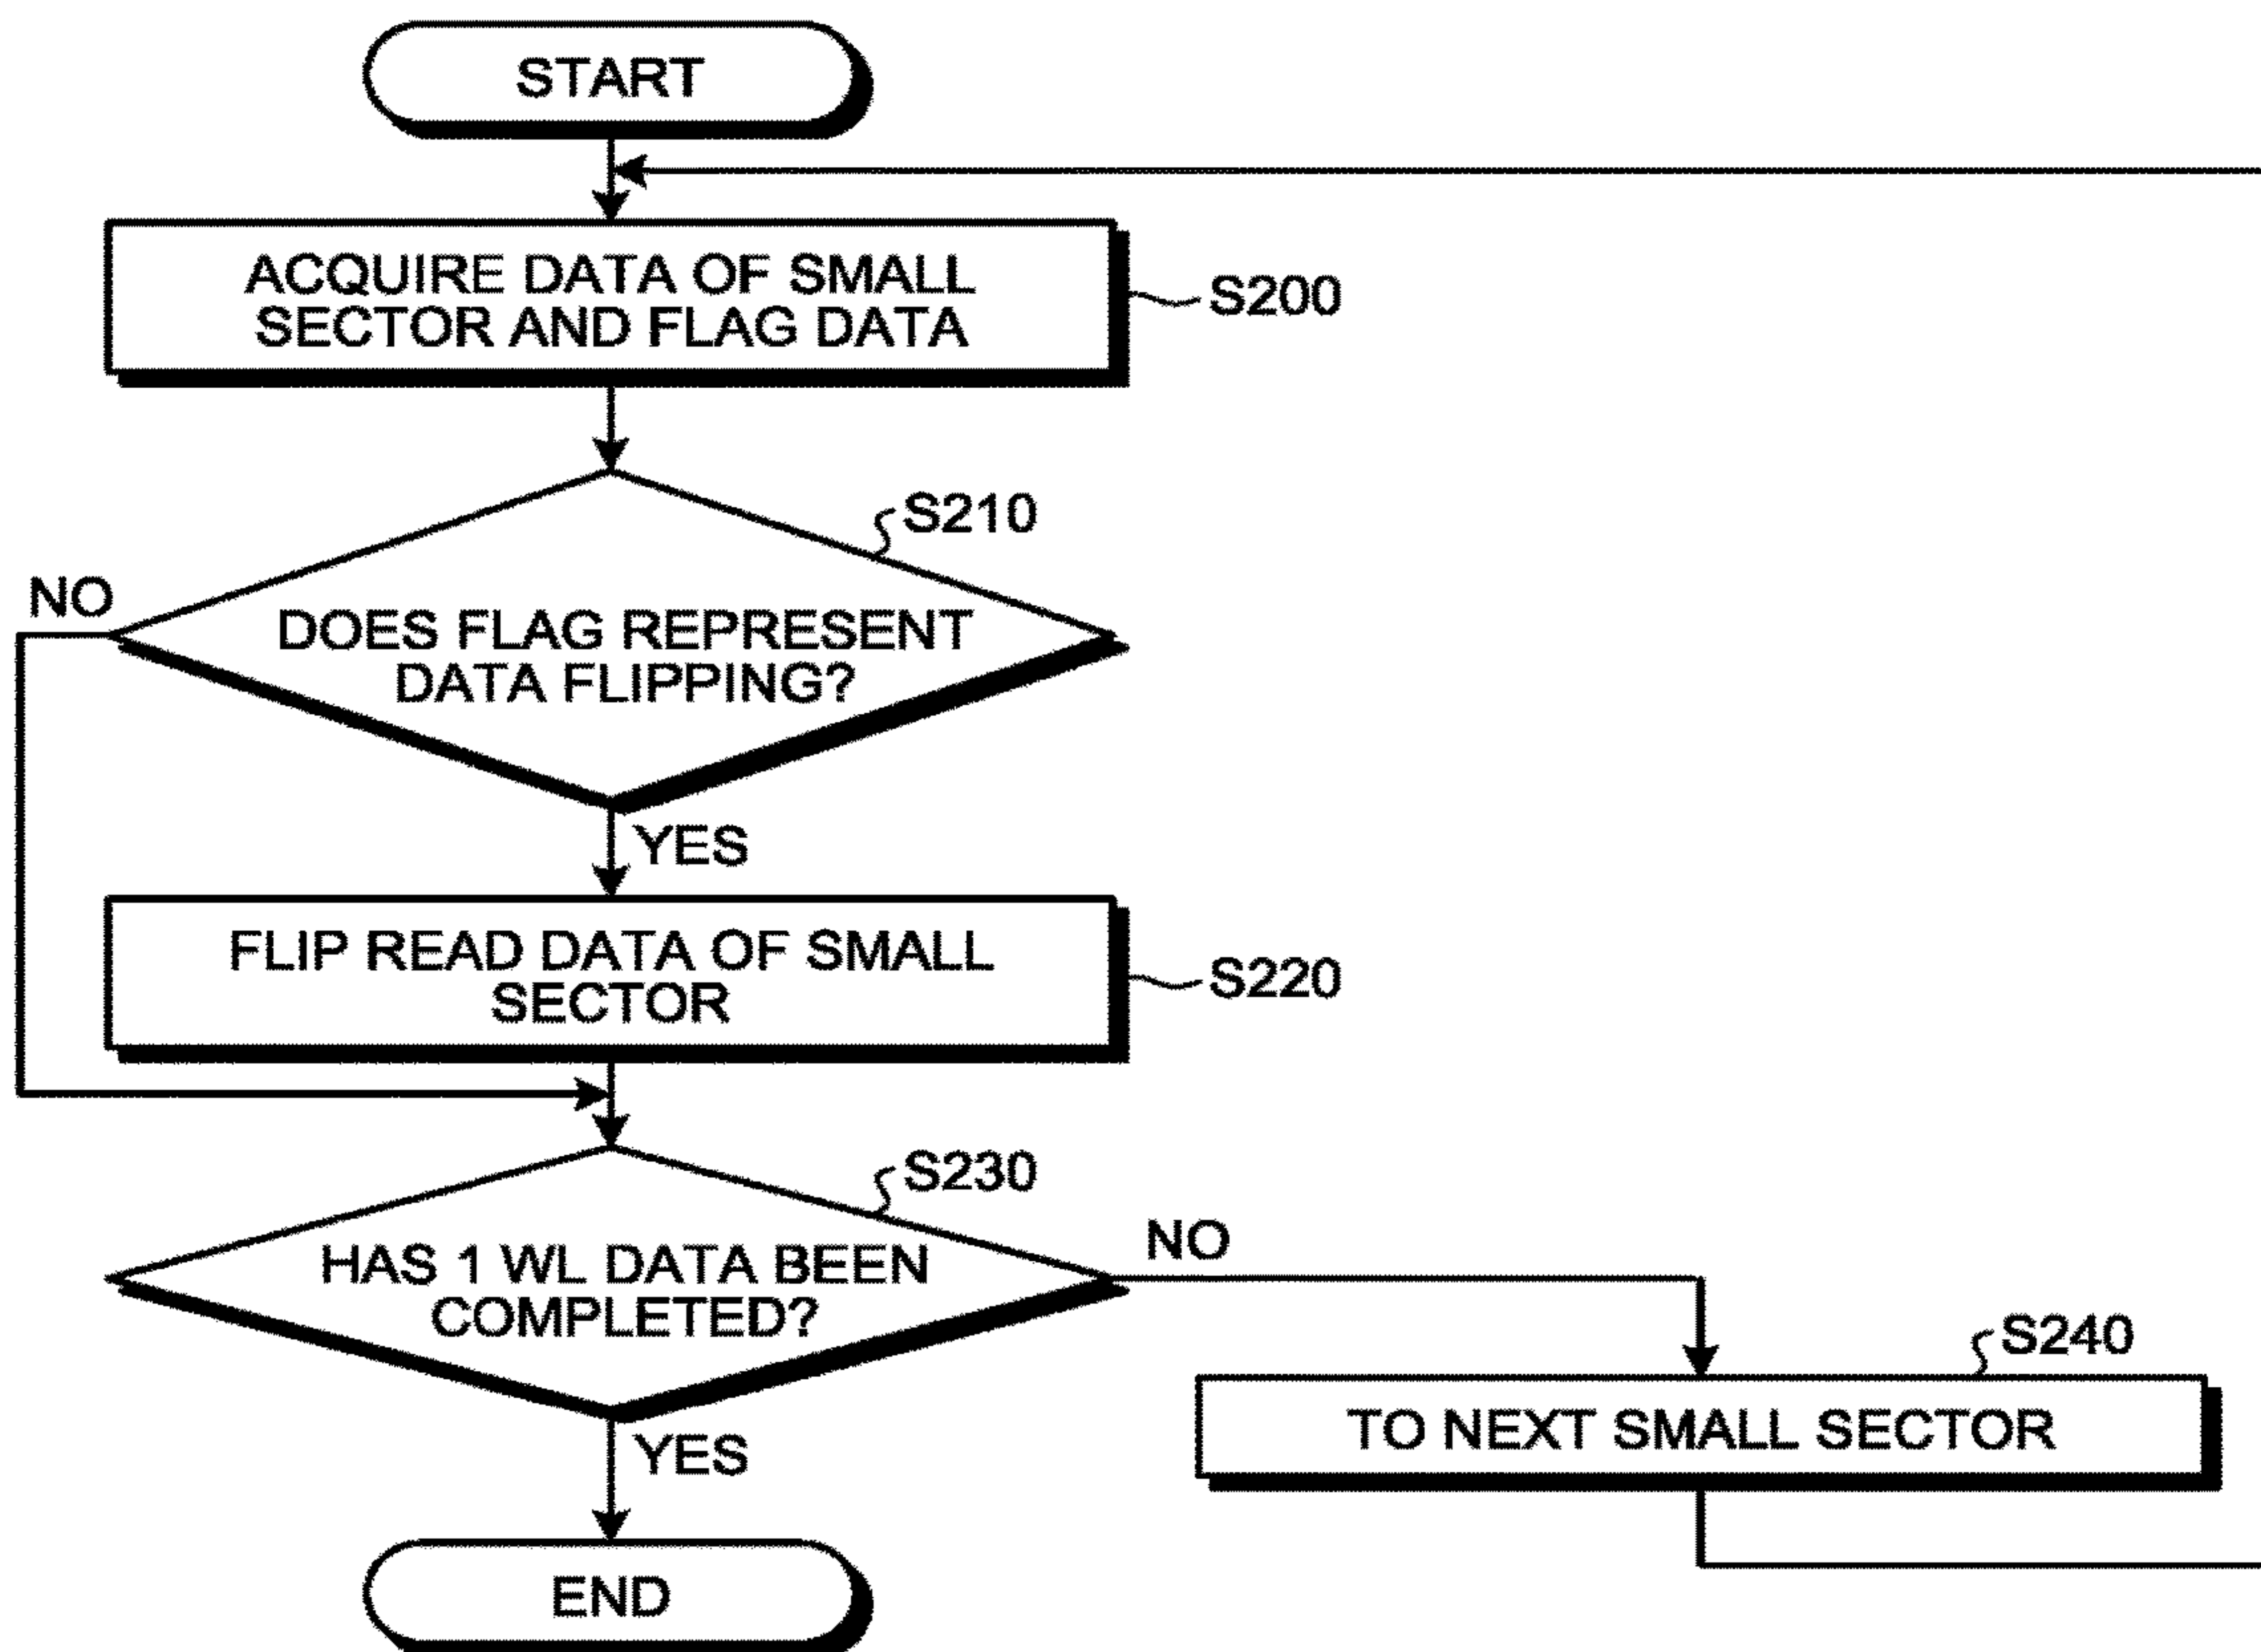 START
ACQUIRE DATA OF SMALL
SECTOR AND FLAG DATA
S200
S210
NO
DOES FLAG REPRESENT
DATA FLIPPING?
YES
FLIP READ DATA OF SMALL
SECTOR
S220
S230
HAS 1 WL DATA BEEN
COMPLETED?
NO
S240
TO NEXT SMALL SECTOR
YES
END